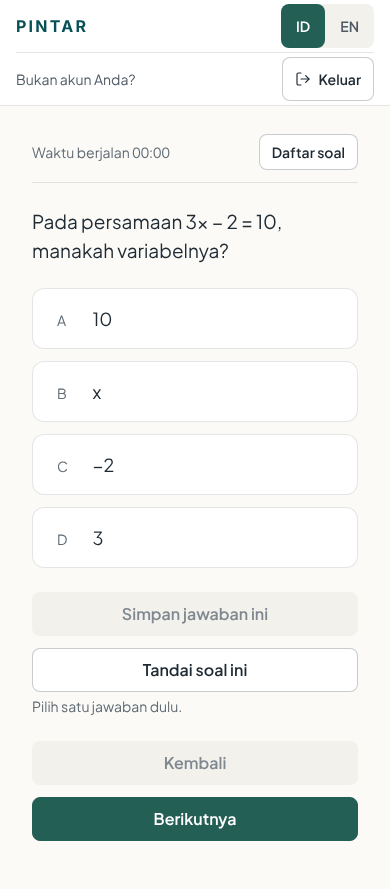 PINTAR
ID EN
Bukan akun Anda? Keluar
Waktu berjalan 00:00 Daftar soal
Pada persamaan 3× − 2 = 10,
manakah variabelnya?
A 10
B x
C −2
D 3
Simpan jawaban ini
Tandai soal ini
Pilih satu jawaban dulu.
Kembali
Berikutnya